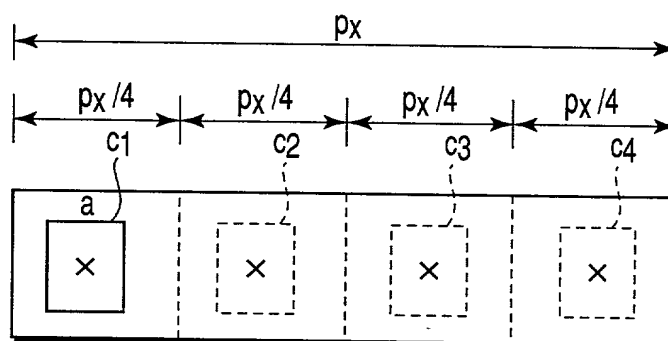 px
px/4 px/4 px/4 px/4
c1 c2 c3 c4
a
× × × ×